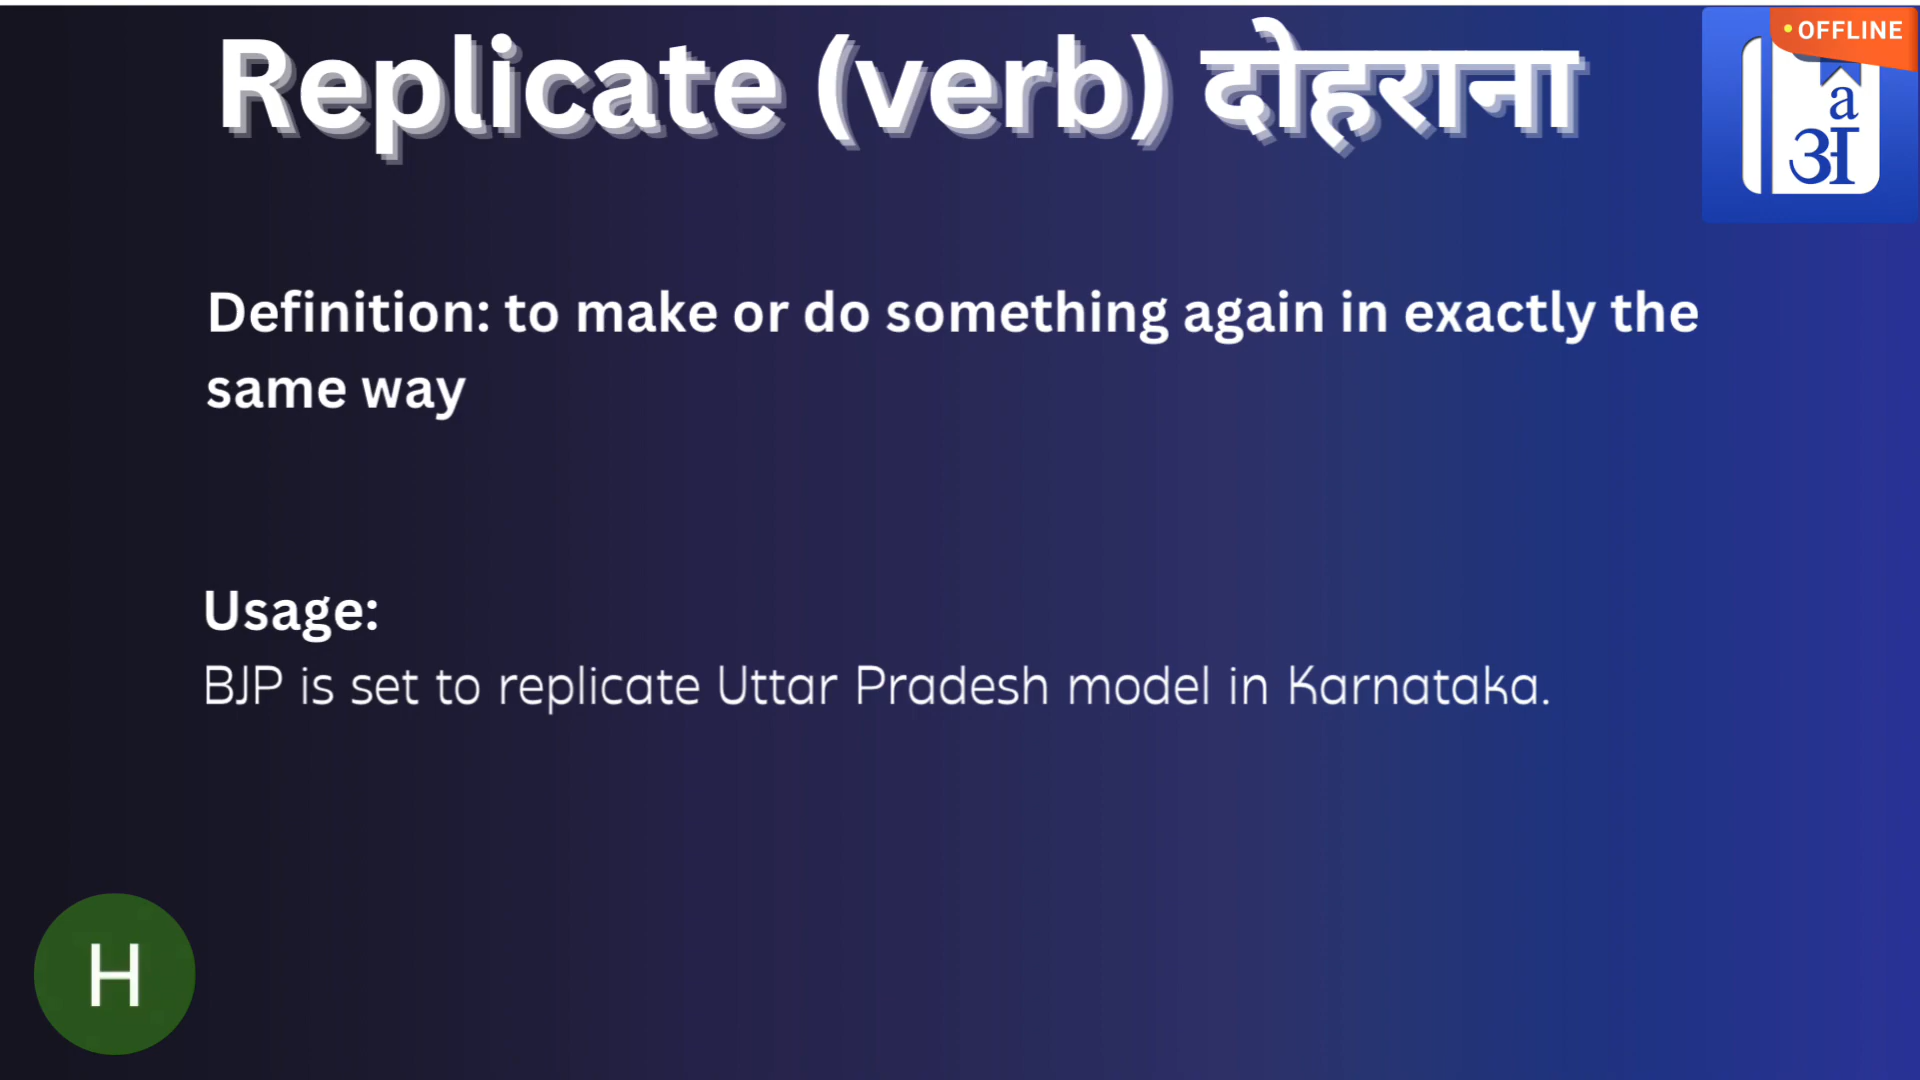 Replicate (verb) दोहराना
• OFFLINE
a
अ
Definition: to make or do something again in exactly the
same way
Usage:
BJP is set to replicate Uttar Pradesh model in Karnataka.
H